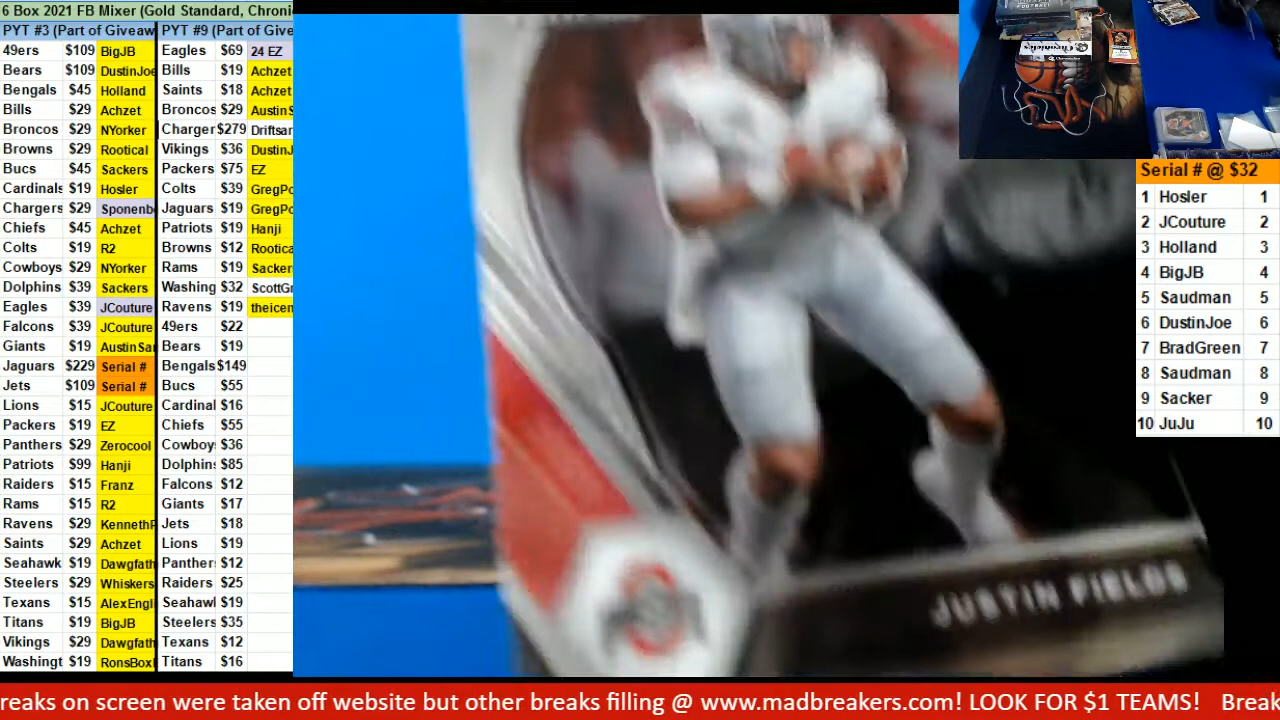 6 Box 2021 FB Mixer (Gold Standard, Chroni
PYT #3 (Part of Giveaw PYT #9 (Part of Give
49ers $109 BigJB Eagles $69 24 EZ
Bears $109 DustinJoe Bills $19 Achzet
Bengals $45 Holland Saints $18 Achzet
Bills $29 Achzet Broncos $29 AustinS
Broncos $29 NYorker Charger $279 Driftsar
Browns $29 Rootical Vikings $36 DustinJ
Bucs $45 Sackers Packers $75 EZ
Cardinals $19 Hosler Colts $39 GregPo
Chargers $29 Sponenb Jaguars $19 GregPo
Chiefs $45 Achzet Patriots $19 Hanji
Colts $19 R2 Browns $12 Rootica
Cowboys $29 NYorker Rams $19 Sackers
Dolphins $39 Sackers Washing $32 ScottGr
Eagles $39 JCouture Ravens $19 theicen
Falcons $39 JCouture 49ers $22
Giants $19 AustinSar Bears $19
Jaguars $229 Serial # Bengals $149
Jets $109 Serial # Bucs $55
Lions $15 JCouture Cardinal $16
Packers $19 EZ Chiefs $55
Panthers $29 Zerocool Cowboy $36
Patriots $99 Hanji Dolphins $85
Raiders $15 Franz Falcons $12
Rams $15 R2 Giants $17
Ravens $29 KennethF Jets $18
Saints $29 Achzet Lions $19
Seahawk $19 Dawgfath Panther $12
Steelers $29 Whiskers Raiders $25
Texans $15 AlexEngl Seahawl $19
Titans $19 BigJB Steelers $35
Vikings $29 Dawgfath Texans $12
Washingt $19 RonsBox Titans $16
Chronicles
JUSTIN FIELDS
Serial # @ $32
1 Hosler 1
2 JCouture 2
3 Holland 3
4 BigJB 4
5 Saudman 5
6 DustinJoe 6
7 BradGreen 7
8 Saudman 8
9 Sacker 9
10 JuJu 10
reaks on screen were taken off website but other breaks filling @ www.madbreakers.com! LOOK FOR $1 TEAMS! Break